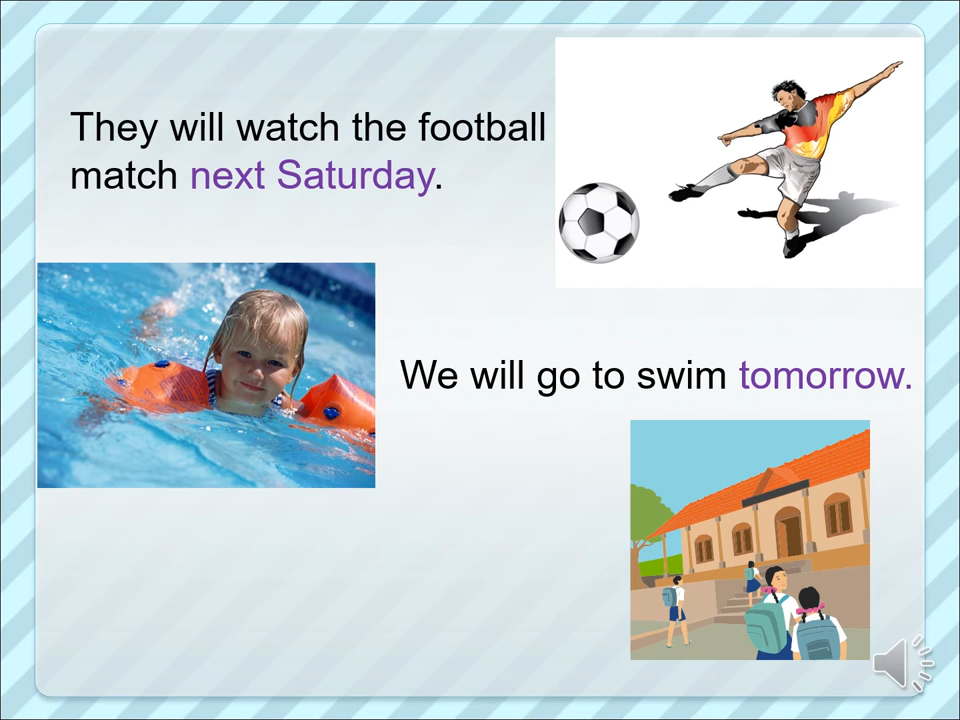 They will watch the football
match next Saturday.
We will go to swim tomorrow.